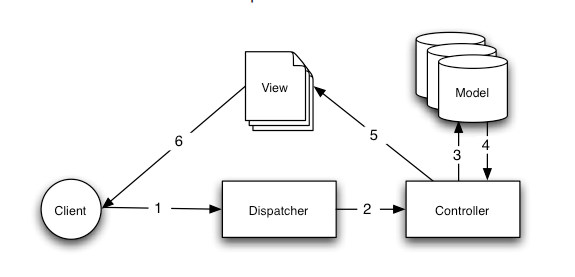 View
Model
6
5
3
4
Client
1
Dispatcher
2
Controller